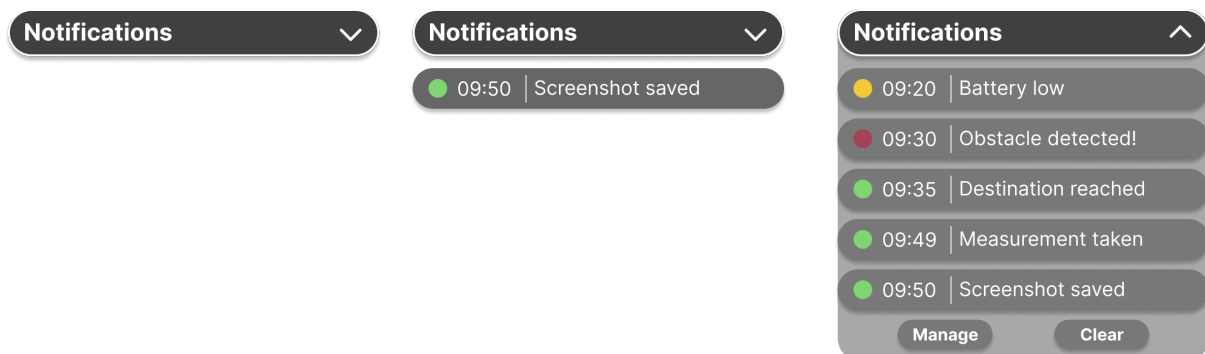 Notifications
Notifications
09:50 Screenshot saved
Notifications
09:20 Battery low
09:30 Obstacle detected!
09:35 Destination reached
09:49 Measurement taken
09:50 Screenshot saved
Manage Clear